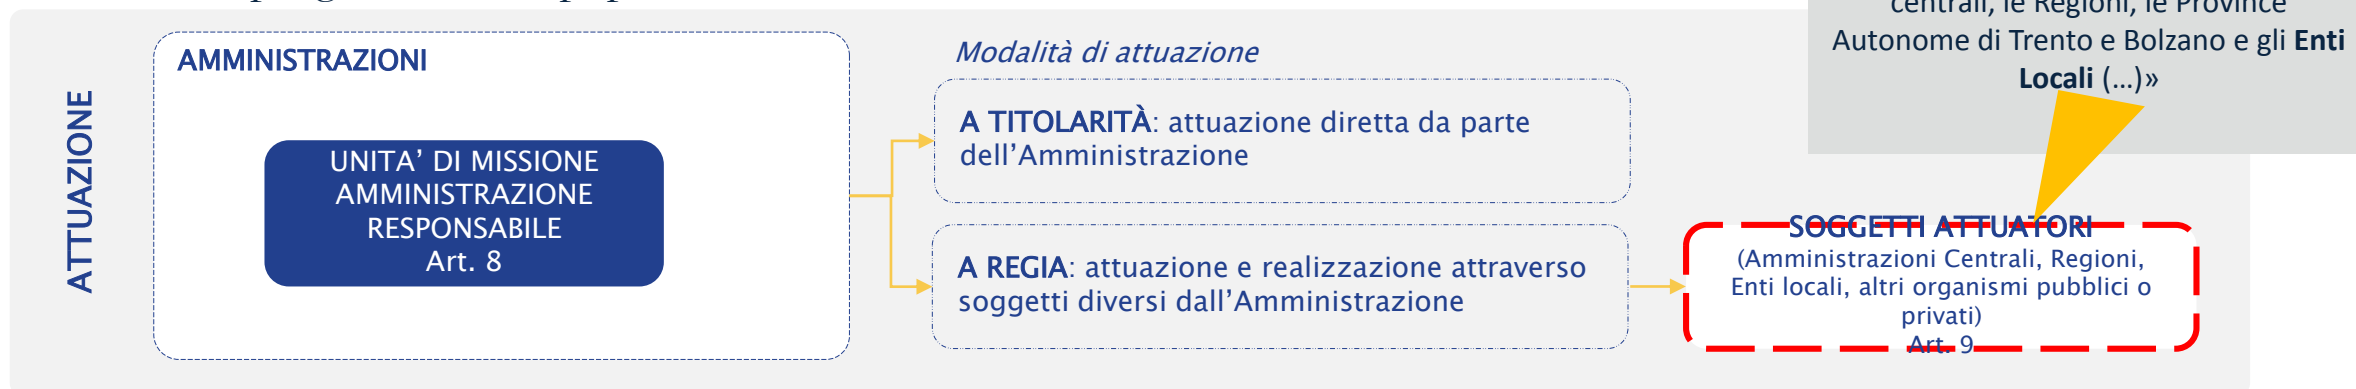 centrali, le Regioni, le Province
Autonome di Trento e Bolzano e gli Enti
Locali (…)»
ATTUAZIONE
AMMINISTRAZIONI
UNITA’ DI MISSIONE
AMMINISTRAZIONE
RESPONSABILE
Art. 8
Modalità di attuazione
A TITOLARITÀ: attuazione diretta da parte
dell’Amministrazione
A REGIA: attuazione e realizzazione attraverso
soggetti diversi dall’Amministrazione
SOGGETTI ATTUATORI
(Amministrazioni Centrali, Regioni,
Enti locali, altri organismi pubblici o
privati)
Art. 9